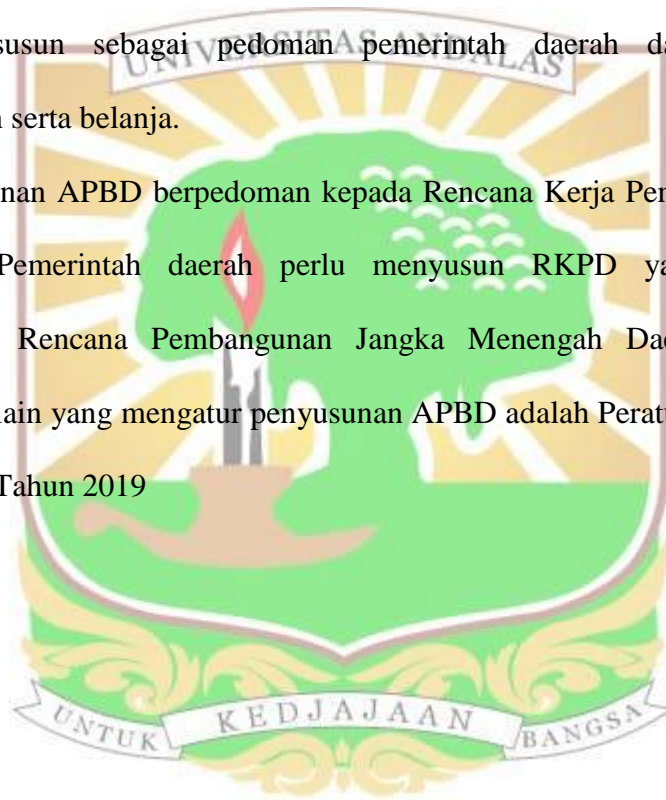 susun sebagai pedoman pemerintah daerah da
UNIVERSITAS ANDALAS
serta belanja.
nan APBD berpedoman kepada Rencana Kerja Pe
Pemerintah daerah perlu menyusun RKPD ya
Rencana Pembangunan Jangka Menengah Da
ain yang mengatur penyusunan APBD adalah Perat
Tahun 2019
UNTUK KEDJAJAAN BANGSA